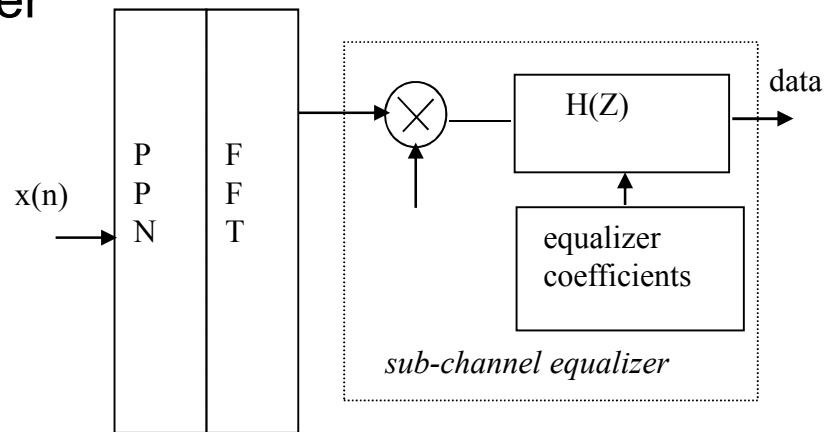 er
x(n)
P
P
N
F
F
T
H(Z)
data
equalizer
coefficients
sub-channel equalizer